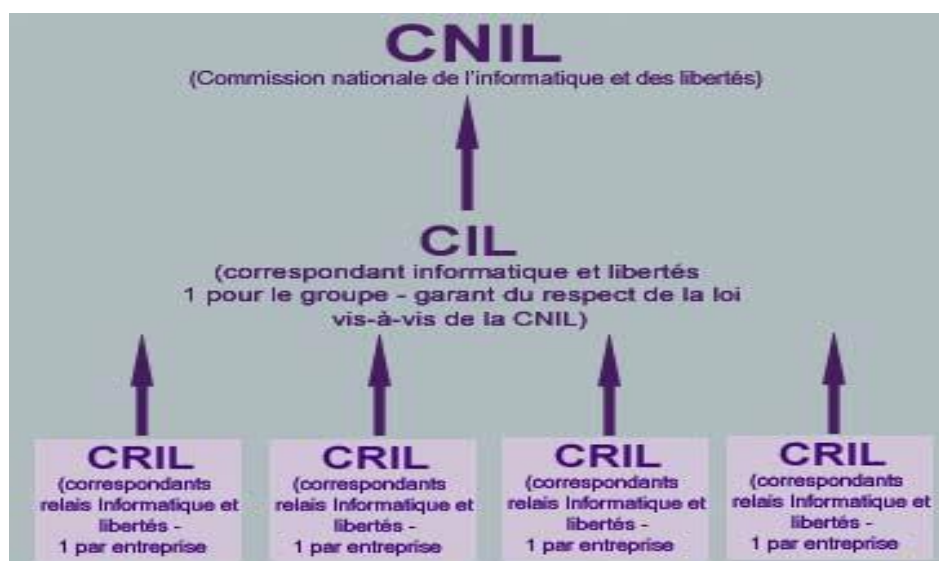 CNIL
(Commission nationale de l'informatique et des libertés)
CIL
(correspondant informatique et libertés
1 pour le groupe - garant du respect de la loi
vis-à-vis de la CNIL)
CRIL
(correspondants
relais Informatique et
libertés -
1 par entreprise
CRIL
(correspondants
relais Informatique et
libertés -
1 par entreprise
CRIL
(correspondants
relais Informatique et
libertés -
1 par entreprise
CRIL
(correspondants
relais Informatique et
libertés -
1 par entreprise